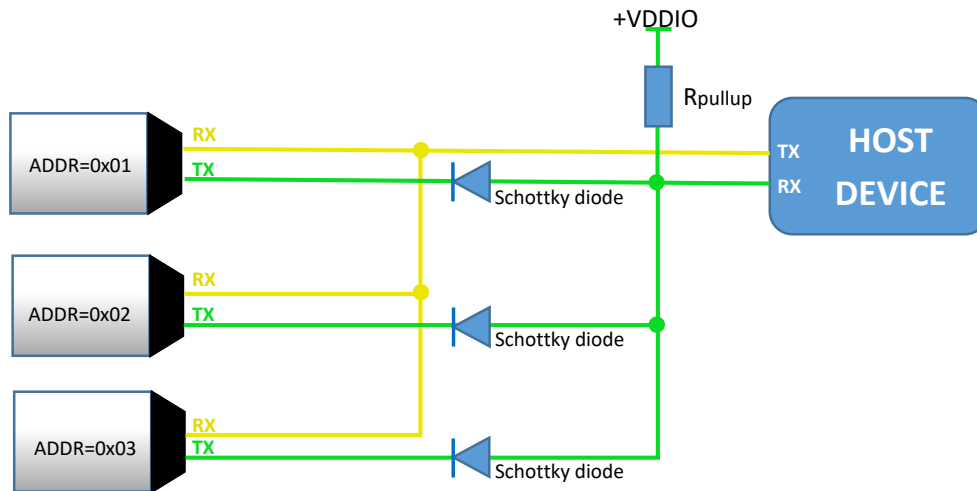 +VDDIO
Rpullup
ADDR=0x01
RX
TX
Schottky diode
TX
RX
HOST
DEVICE
ADDR=0x02
RX
TX
Schottky diode
ADDR=0x03
RX
TX
Schottky diode